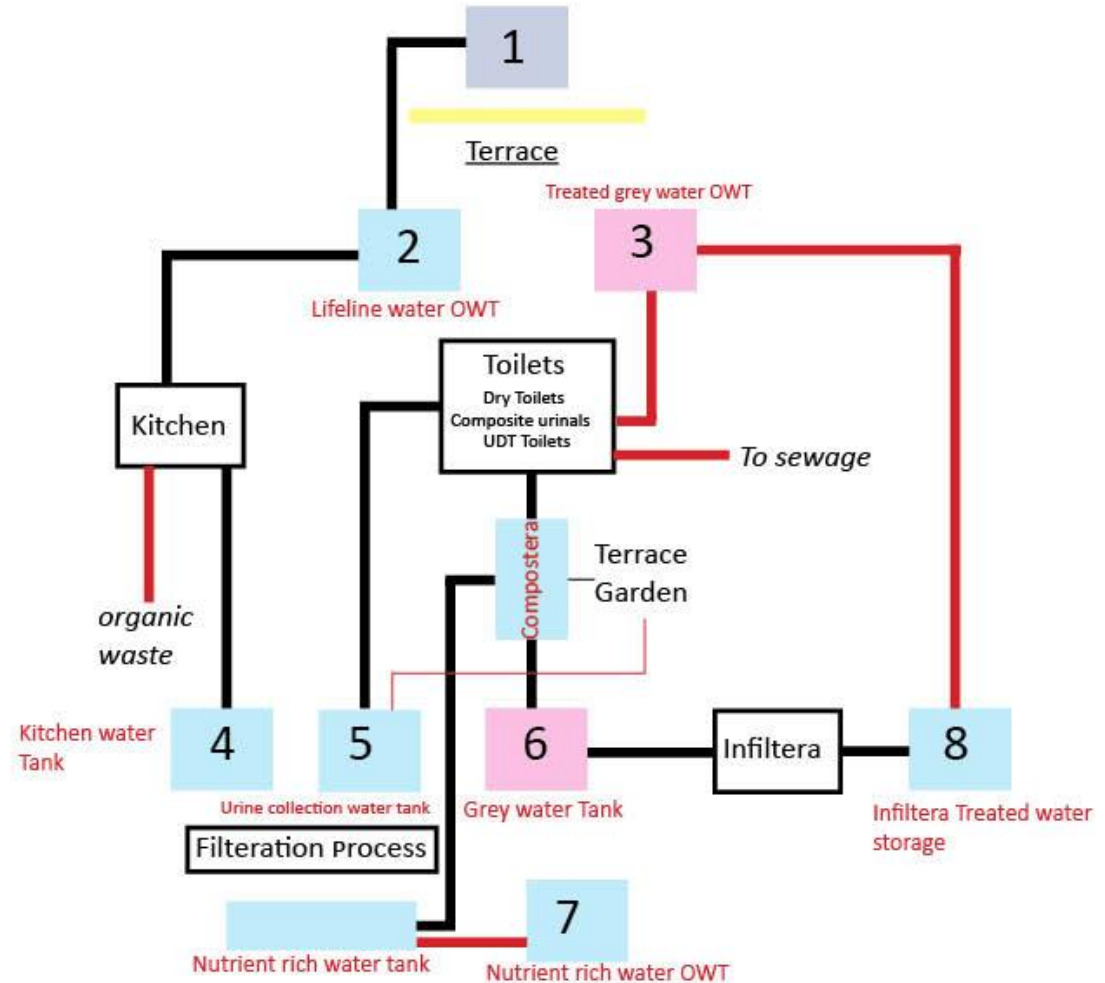 1
Terrace
Treated grey water OWT
2
3
Lifeline water OWT
Toilets
Dry Toilets
Composite urinals
UDT Toilets
Kitchen
To sewage
Compostera
Terrace
Garden
organic
waste
Kitchen water
Tank
4
5
6
Infiltera
8
Urine collection water tank
Grey water Tank
Infiltera Treated water
storage
Filteration Process
7
Nutrient rich water tank
Nutrient rich water OWT